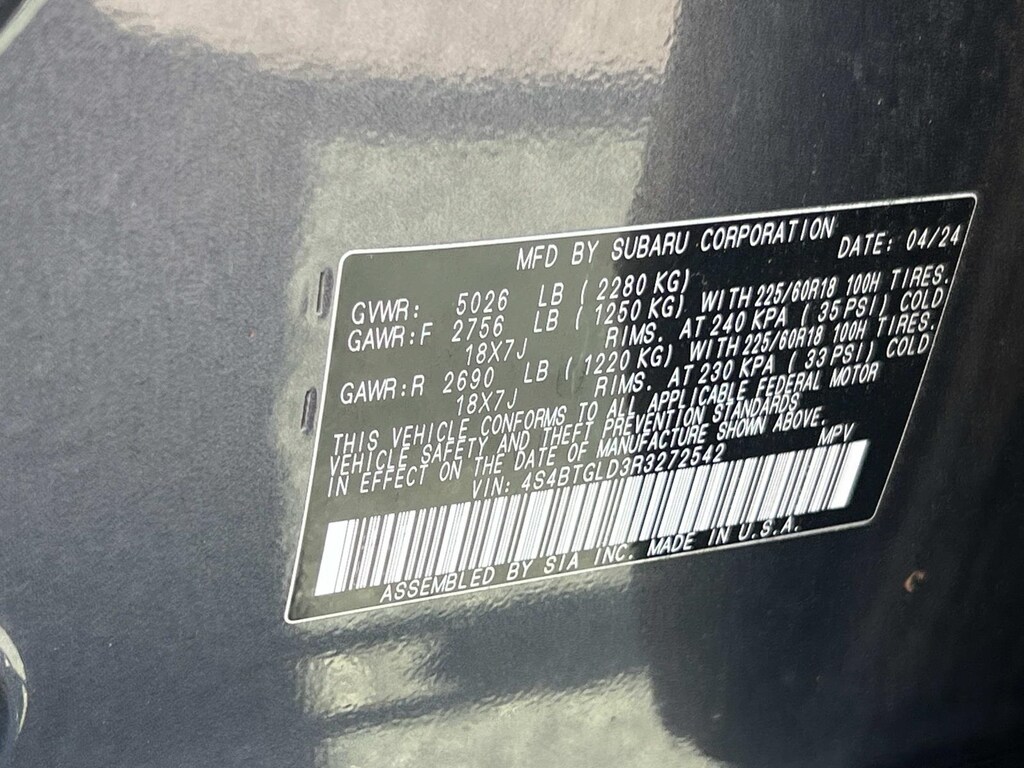 MFD BY SUBARU CORPORATION DATE: 04/24
GVWR: 5026 LB ( 2280 KG)
GAWR:F 2756 LB ( 1250 KG) WITH 225/60R18 100H TIRES.
18X7J RIMS. AT 240 KPA ( 35 PSI) COLD
GAWR:R 2690 LB ( 1220 KG) WITH 225/60R18 100H TIRES.
18X7J RIMS. AT 230 KPA ( 33 PSI) COLD
THIS VEHICLE CONFORMS TO ALL APPLICABLE FEDERAL MOTOR
VEHICLE SAFETY AND THEFT PREVENTION STANDARDS
IN EFFECT ON THE DATE OF MANUFACTURE SHOWN ABOVE.
VIN: 4S4BTGLD3R3272542 MPV
ASSEMBLED BY SIA INC. MADE IN U.S.A.